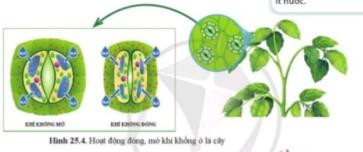 ít nước.
KHÍ KHỔNG MỞ
KHÍ KHỔNG ĐÓNG
Hình 25.4. Hoạt động đóng, mở khí khổng ở lá cây